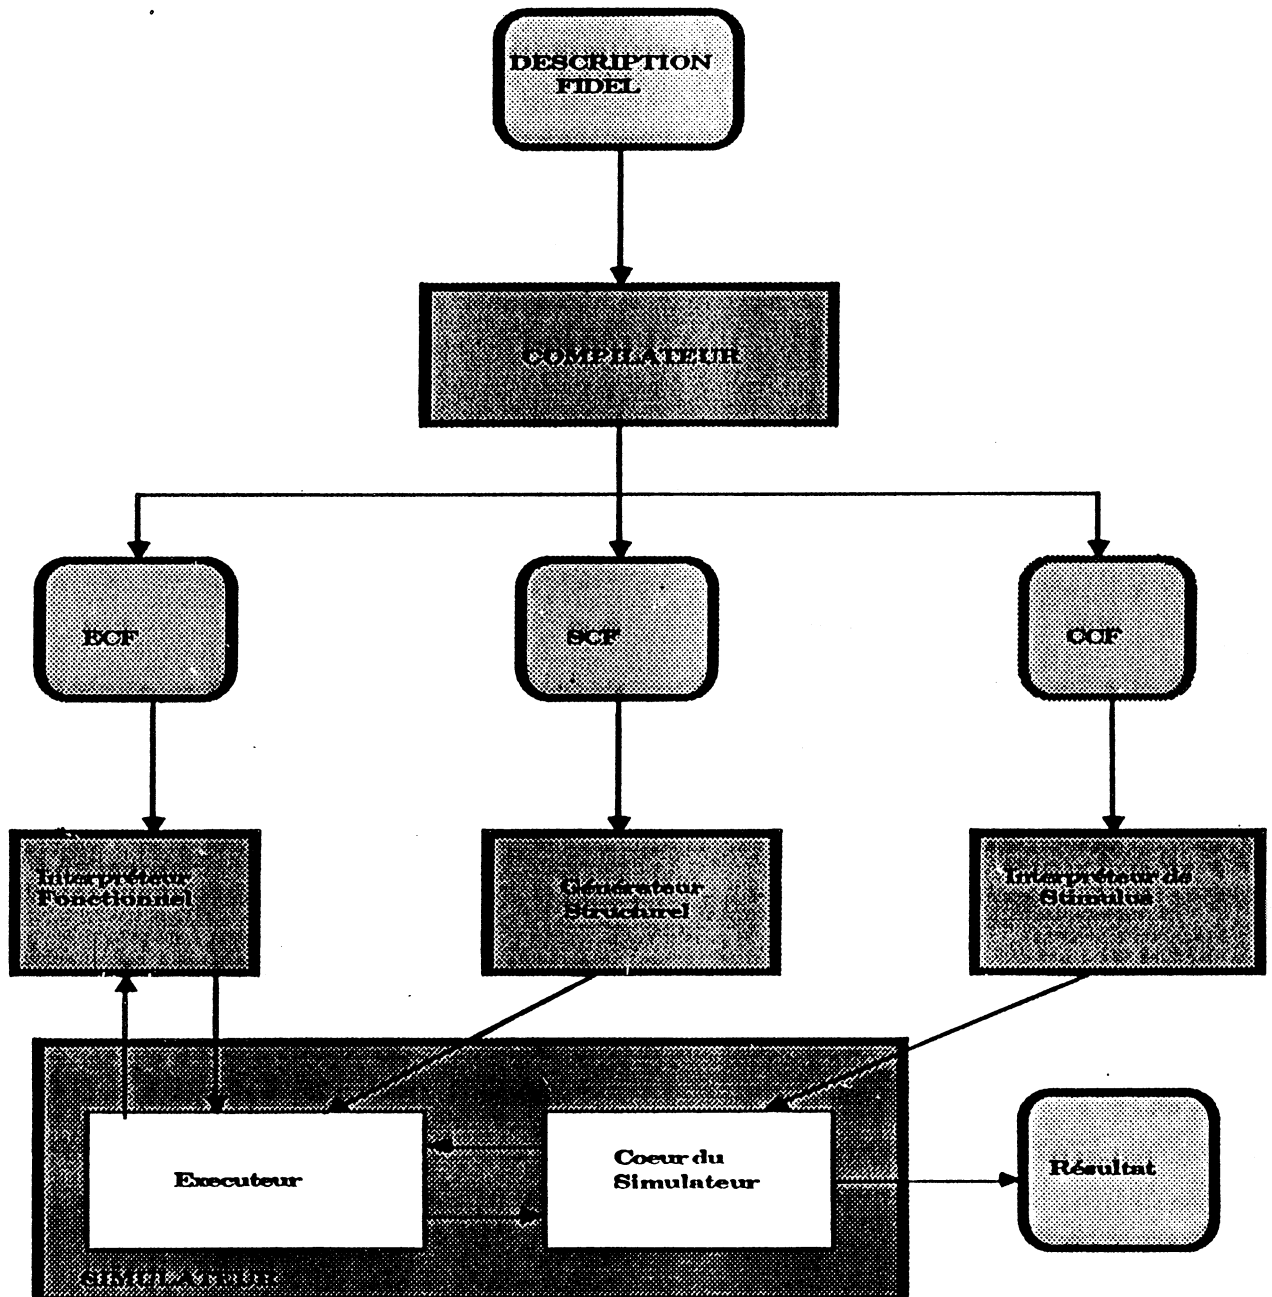 DESCRIPTION
FIDEL
COMPILATEUR
ECF
SCF
CCF
Interpréteur
Fonctionnel
Générateur
Structurel
Interpréteur de
Stimulus
Executeur
Coeur du
Simulateur
Résultat
SIMULATEUR